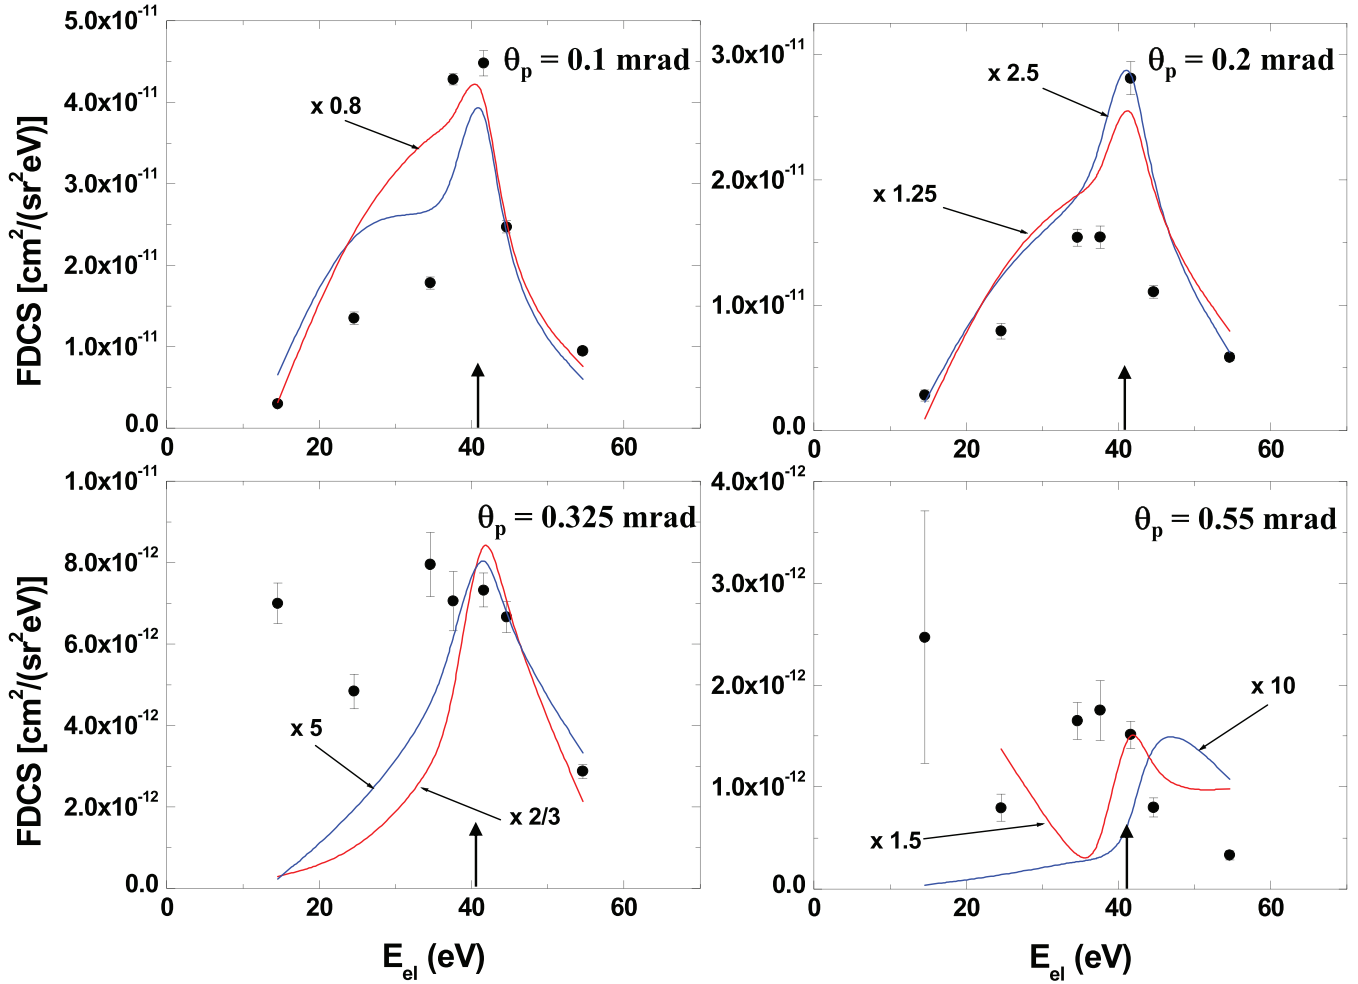 5.0x10⁻¹¹
4.0x10⁻¹¹
3.0x10⁻¹¹
2.0x10⁻¹¹
1.0x10⁻¹¹
0.0
0 20 40 60
FDCS [cm²/(sr²eV)]
θp = 0.1 mrad
x 0.8
3.0x10⁻¹¹
2.0x10⁻¹¹
1.0x10⁻¹¹
0.0
0 20 40 60
θp = 0.2 mrad
x 2.5
x 1.25
1.0x10⁻¹¹
8.0x10⁻¹²
6.0x10⁻¹²
4.0x10⁻¹²
2.0x10⁻¹²
0.0
0 20 40 60
FDCS [cm²/(sr²eV)]
Eel (eV)
θp = 0.325 mrad
x 5
x 2/3
4.0x10⁻¹²
3.0x10⁻¹²
2.0x10⁻¹²
1.0x10⁻¹²
0.0
0 20 40 60
Eel (eV)
θp = 0.55 mrad
x 10
x 1.5